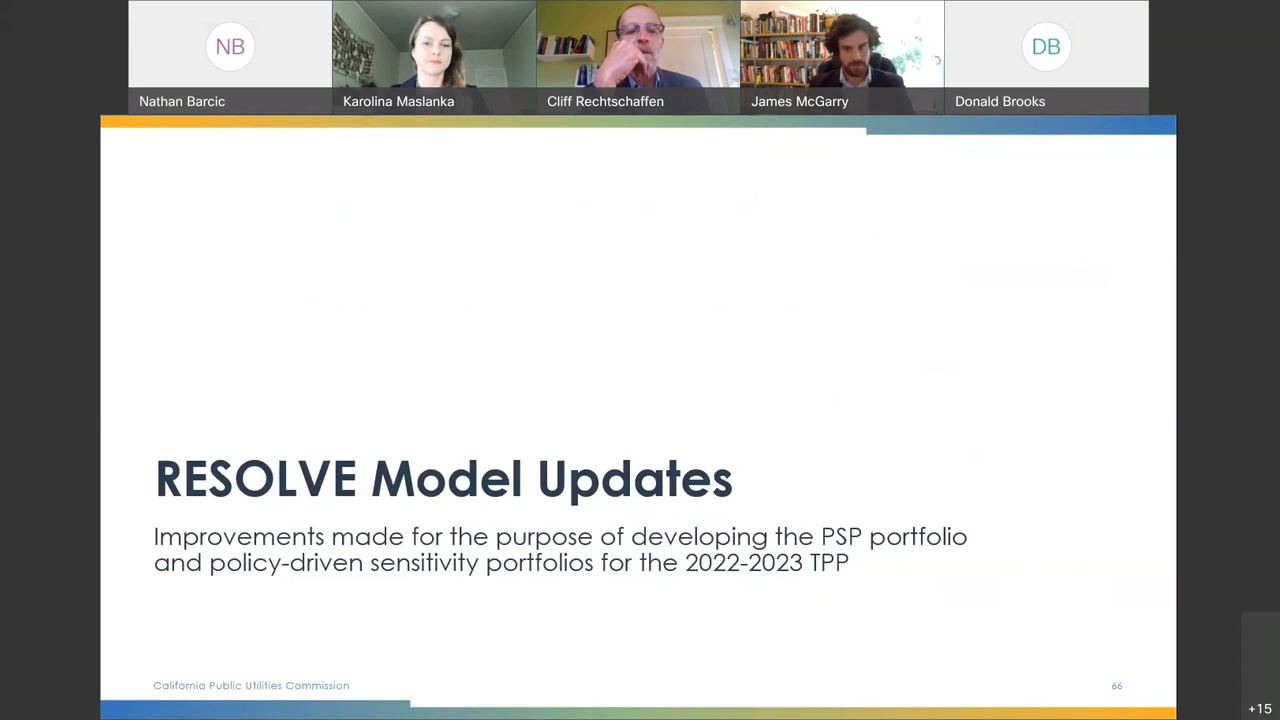 NB
DB
Nathan Barcic
Karolina Maslanka
Cliff Rechtschaffen
James McGarry
Donald Brooks
RESOLVE Model Updates
Improvements made for the purpose of developing the PSP portfolio
and policy-driven sensitivity portfolios for the 2022-2023 TPP
California Public Utilities Commission
66
+15